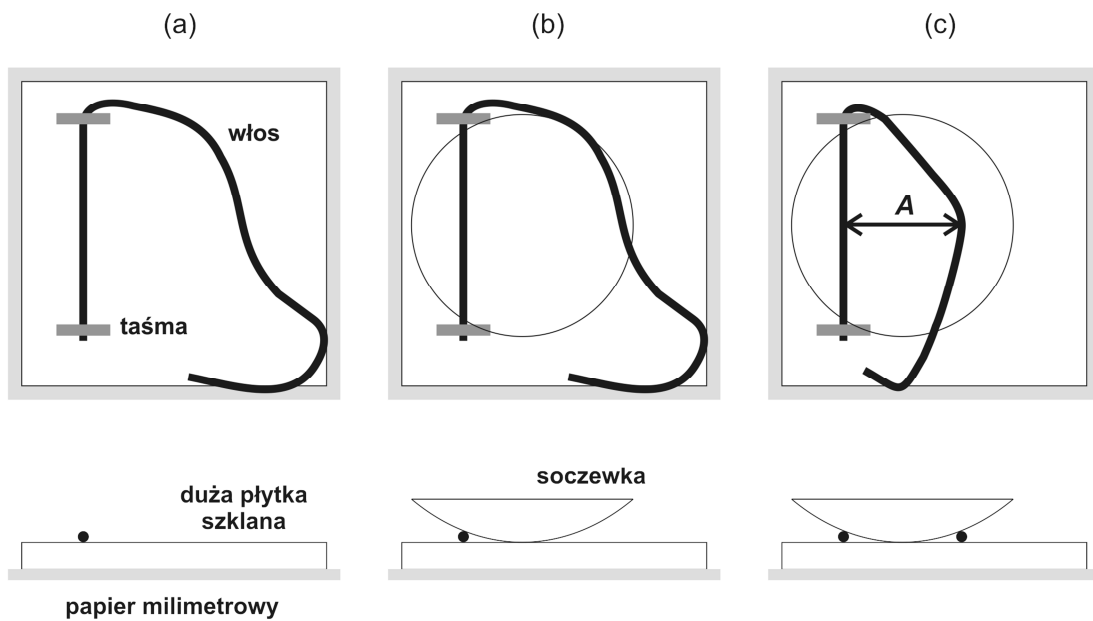 (a)
(b)
(c)
włos
taśma
A
duża płytka
szklana
soczewka
papier milimetrowy